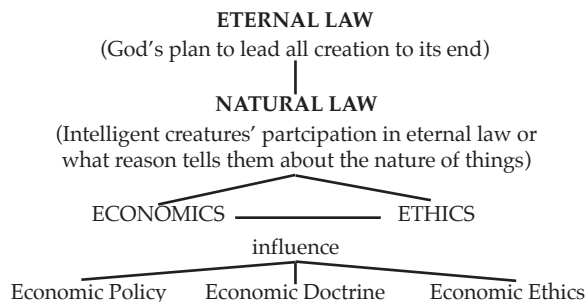 ETERNAL LAW
(God's plan to lead all creation to its end)
NATURAL LAW
(Intelligent creatures' partcipation in eternal law or
what reason tells them about the nature of things)
ECONOMICS ETHICS
influence
Economic Policy Economic Doctrine Economic Ethics